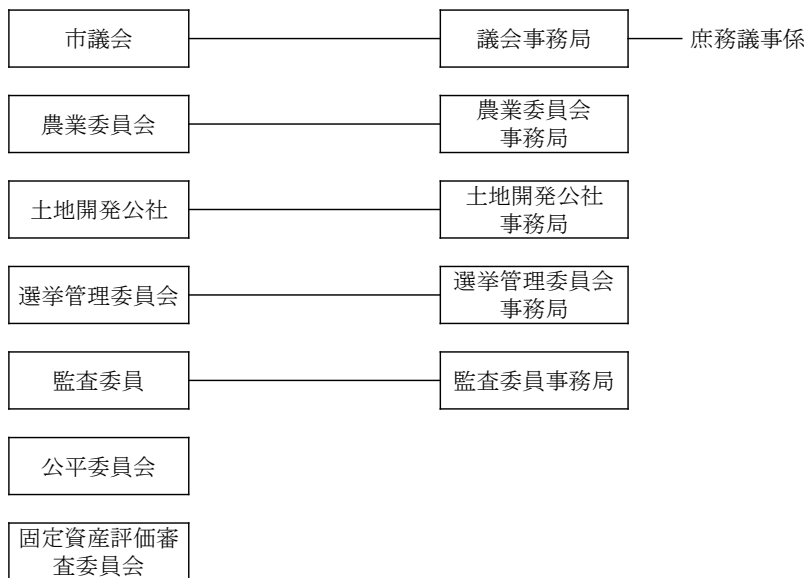 市議会
議会事務局
庶務議事係
農業委員会
農業委員会
事務局
土地開発公社
土地開発公社
事務局
選挙管理委員会
選挙管理委員会
事務局
監査委員
監査委員事務局
公平委員会
固定資産評価審
査委員会